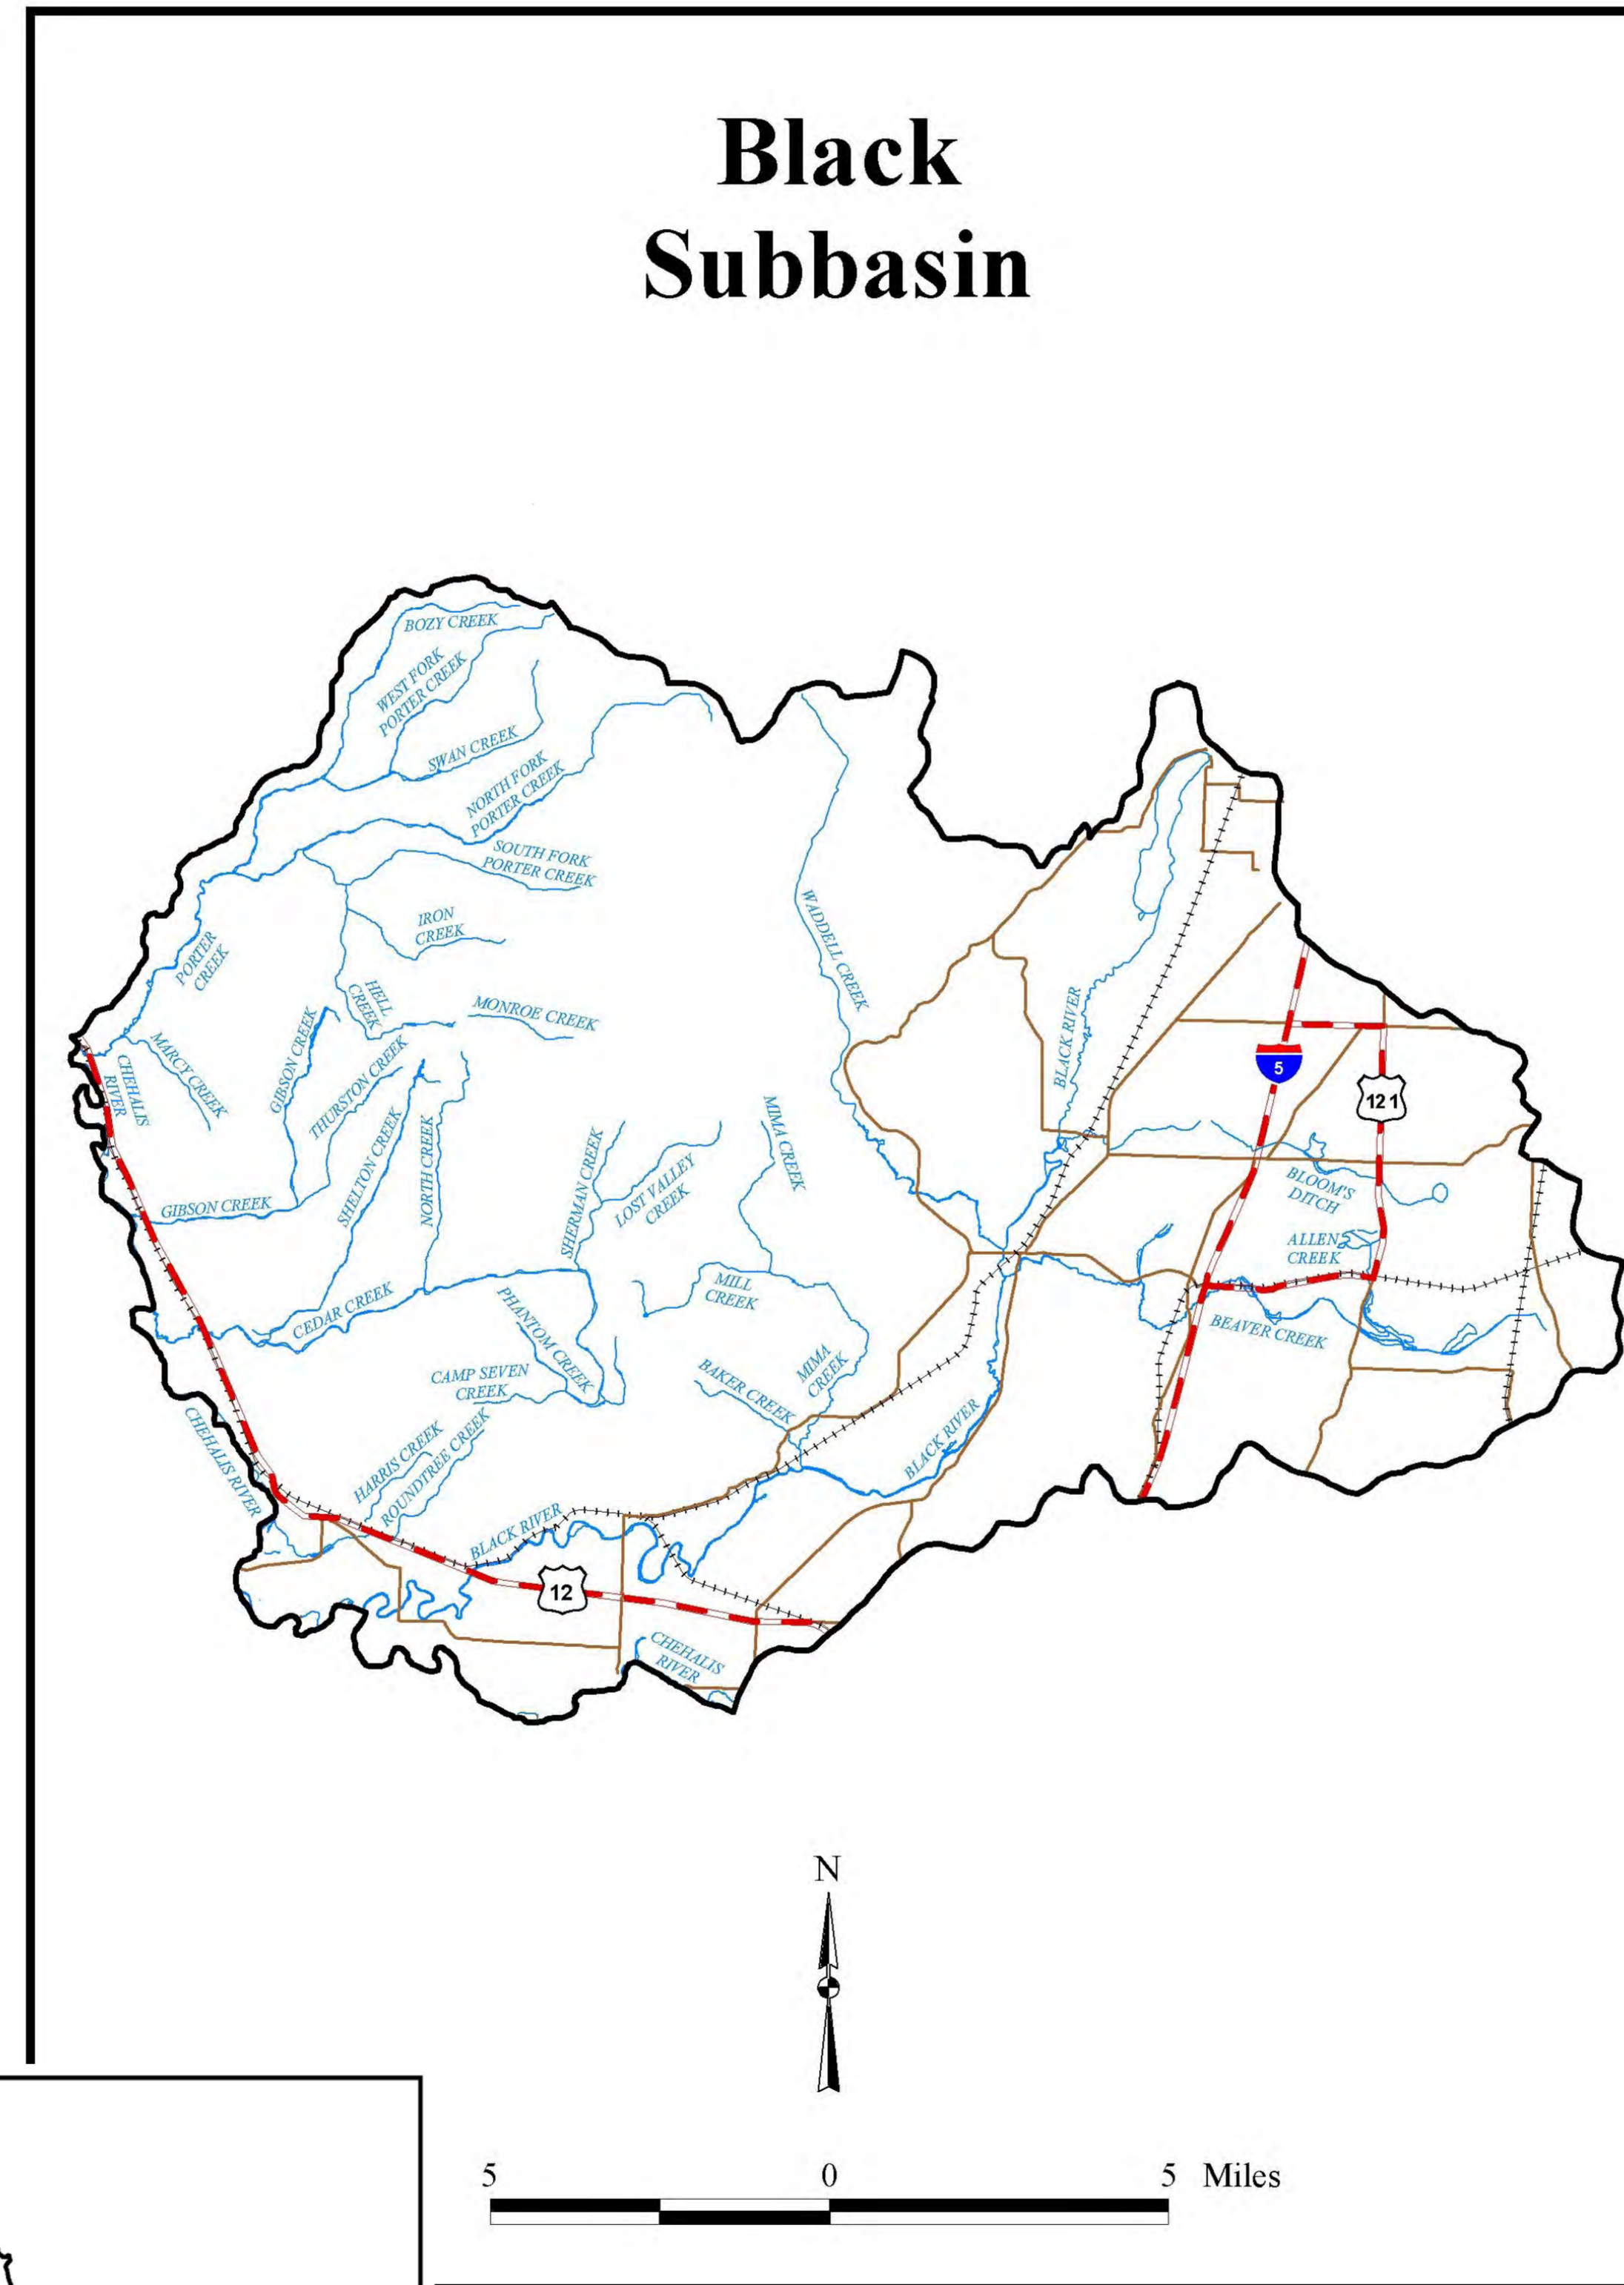 Black
Subbasin
BOZY CREEK
WEST FORK
PORTER CREEK
SWAN CREEK
NORTH FORK
PORTER CREEK
SOUTH FORK
PORTER CREEK
IRON
CREEK
PORTER
CREEK
HELL
CREEK
MONROE CREEK
WADDELL CREEK
BLACK RIVER
MARCY CREEK
CHEHALIS
RIVER
GIBSON CREEK
THURSTON CREEK
SHELTON CREEK
NORTH CREEK
SHERMAN CREEK
LOST VALLEY
CREEK
MIMA CREEK
5
121
GIBSON CREEK
BLOOM'S
DITCH
ALLEN
CREEK
BEAVER CREEK
CEDAR CREEK
PHANTOM CREEK
MILL
CREEK
CAMP SEVEN
CREEK
BAKER CREEK
MIMA
CREEK
CHEHALIS RIVER
HARRIS CREEK
ROUNDTREE CREEK
BLACK RIVER
BLACK RIVER
12
CHEHALIS
RIVER
N
5 0 5 Miles